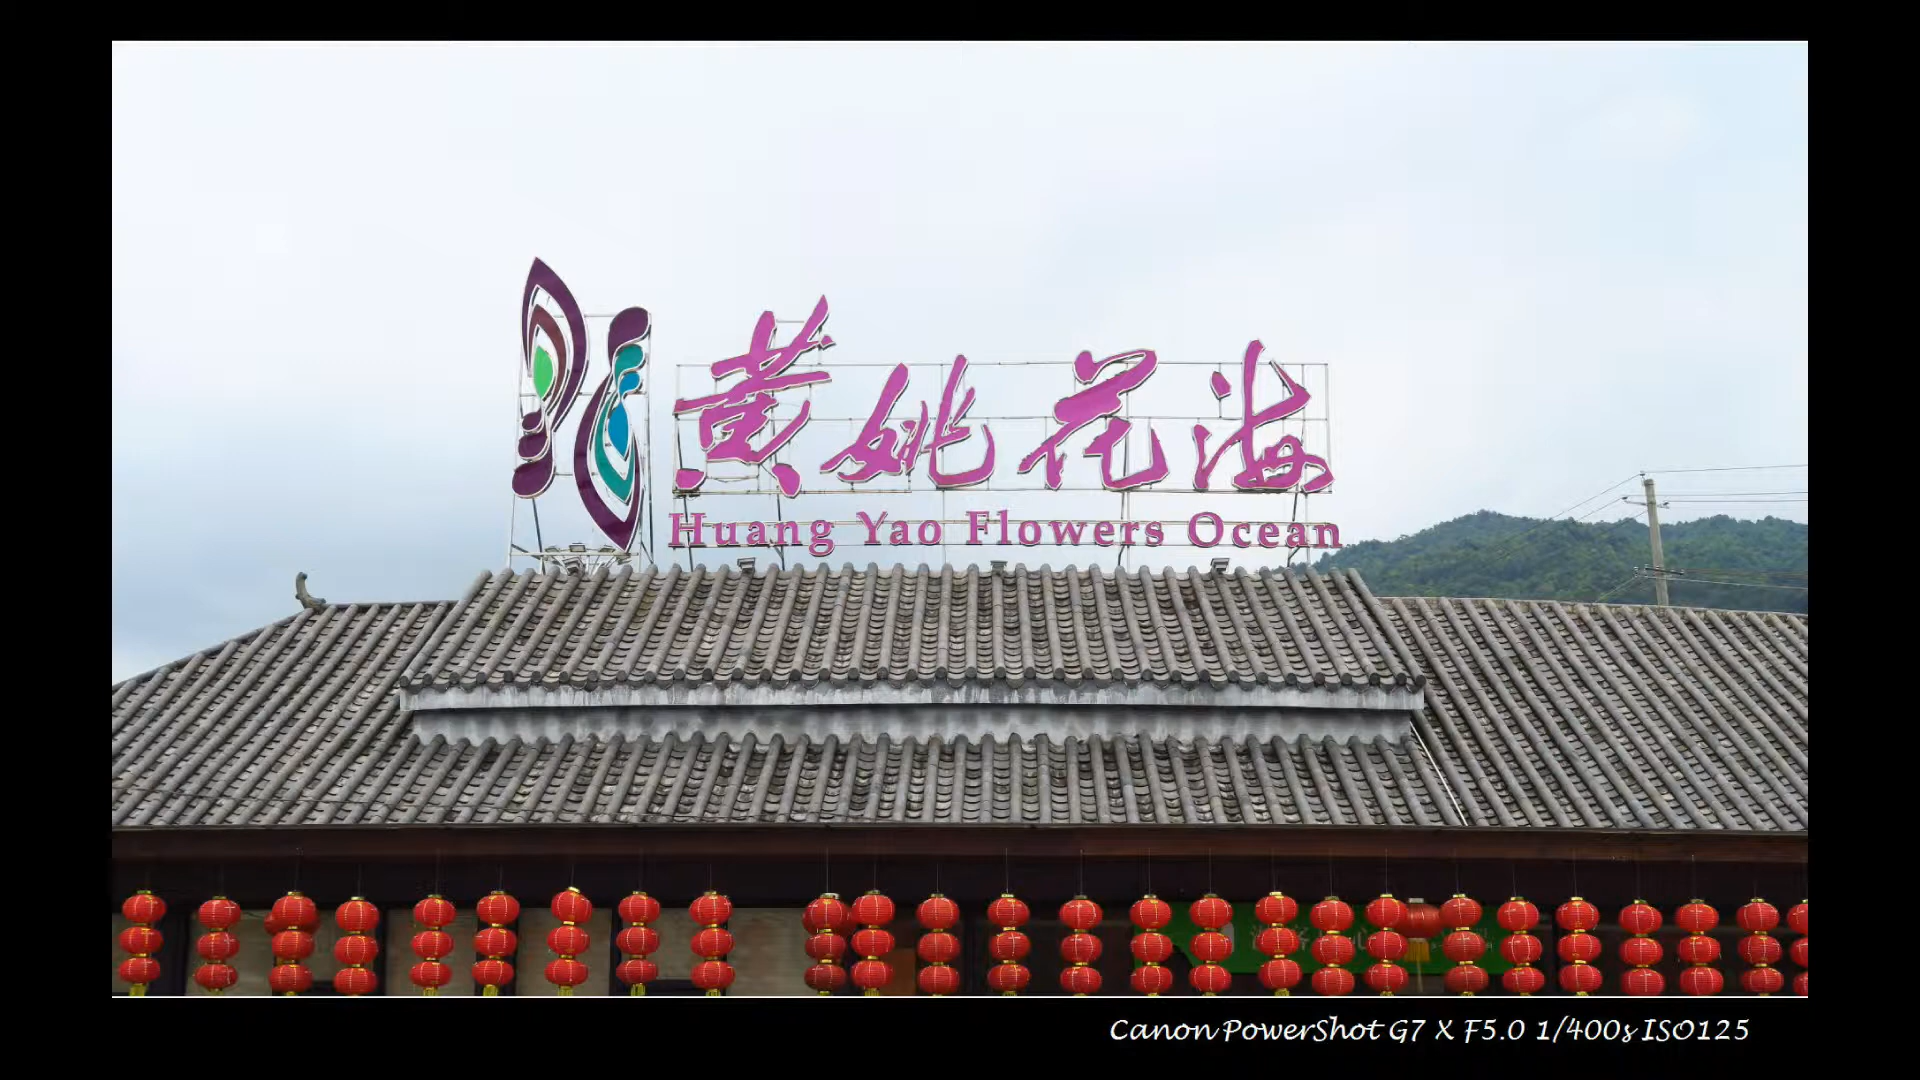 黄姚花海
Huang Yao Flowers Ocean
Canon PowerShot G7 X F5.0 1/400s ISO125